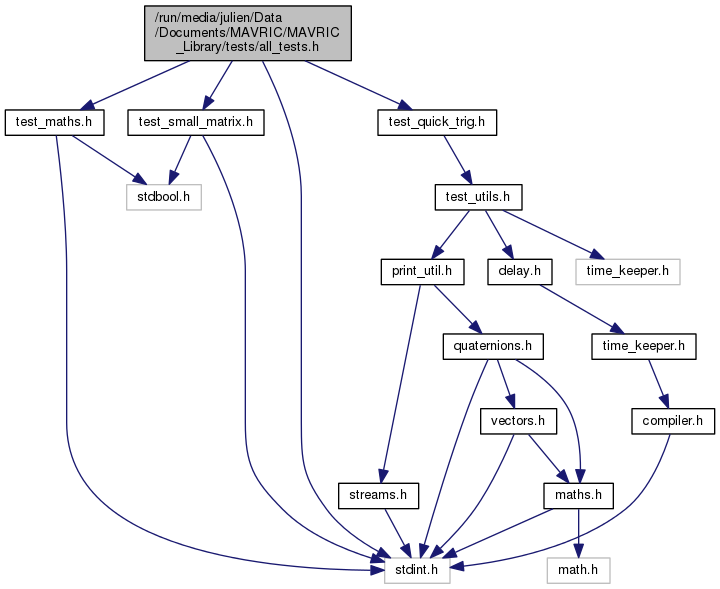 /run/media/julien/Data
/Documents/MAVRIC/MAVRIC
_Library/tests/all_tests.h
test_maths.h
test_small_matrix.h
test_quick_trig.h
stdbool.h
test_utils.h
print_util.h
delay.h
time_keeper.h
quaternions.h
time_keeper.h
vectors.h
compiler.h
streams.h
maths.h
stdint.h
math.h